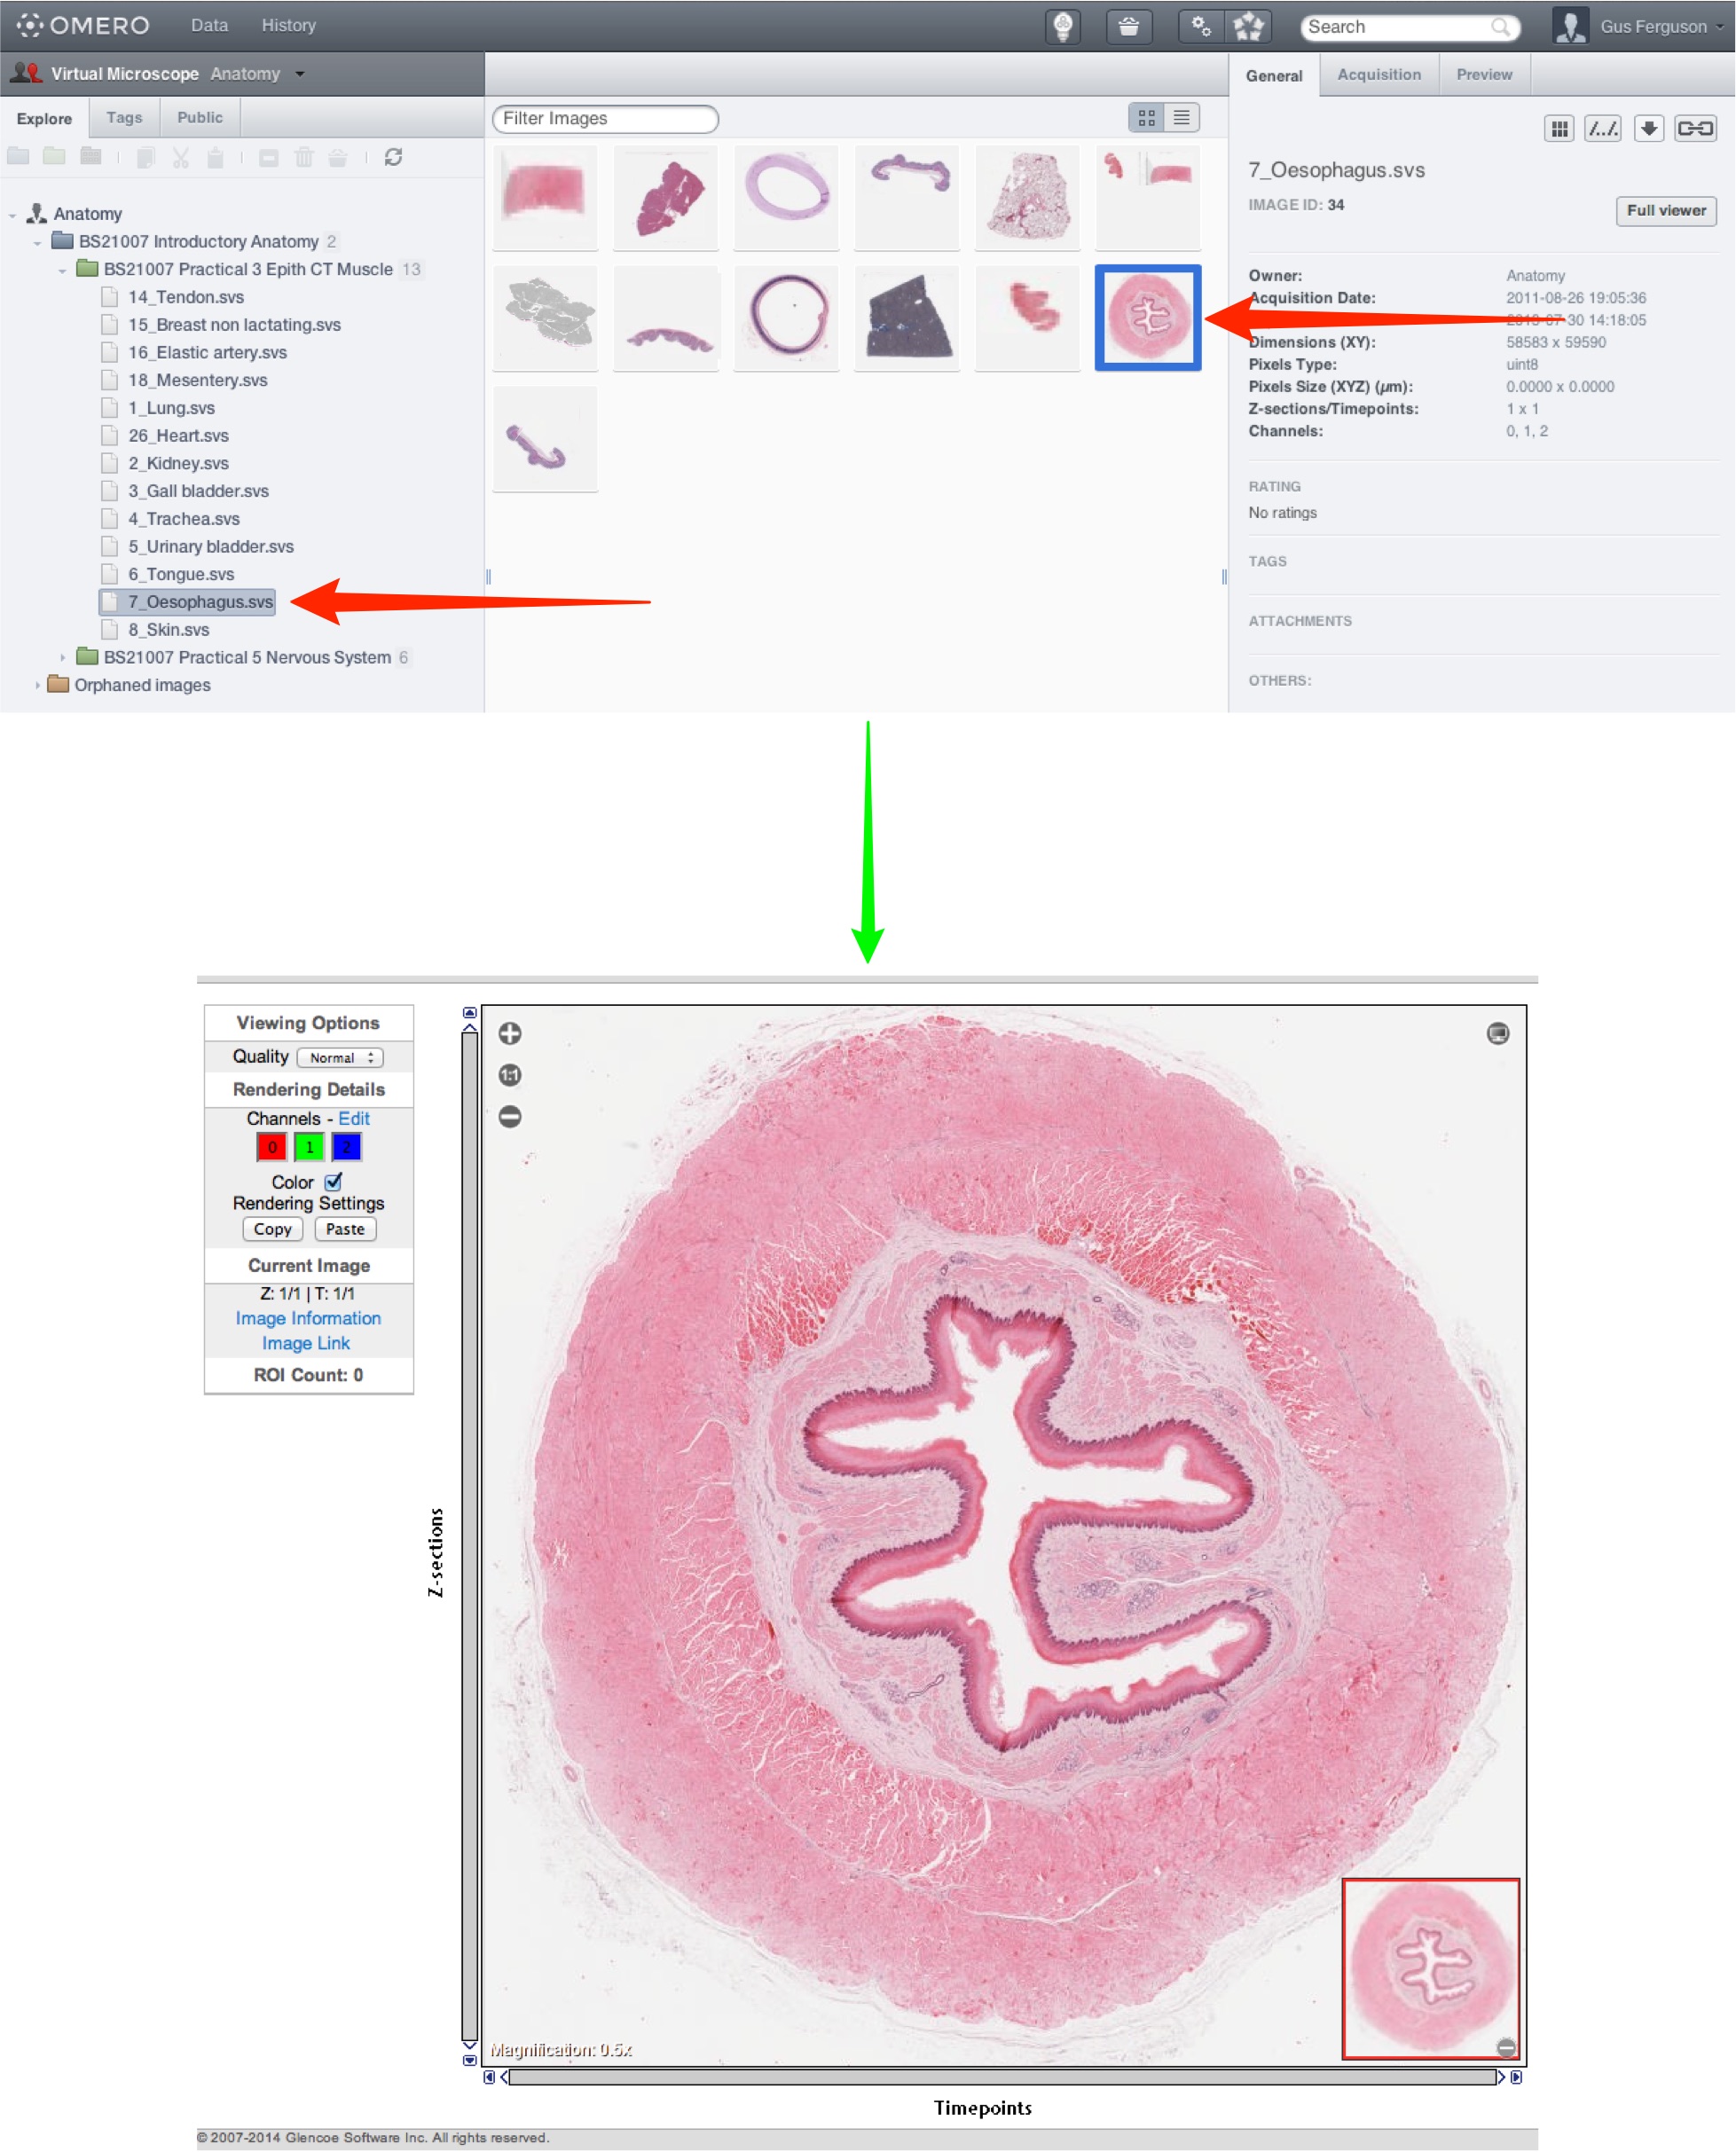 OMERO Data History Search Gus Ferguson
Virtual Microscope Anatomy
Explore Tags Public
Anatomy
BS21007 Introductory Anatomy 2
BS21007 Practical 3 Epith CT Muscle 13
14_Tendon.svs
15_Breast non lactating.svs
16_Elastic artery.svs
18_Mesentery.svs
1_Lung.svs
26_Heart.svs
2_Kidney.svs
3_Gall bladder.svs
4_Trachea.svs
5_Urinary bladder.svs
6_Tongue.svs
7_Oesophagus.svs
8_Skin.svs
BS21007 Practical 5 Nervous System 6
Orphaned images
Filter Images
General Acquisition Preview
7_Oesophagus.svs
IMAGE ID: 34
Full viewer
Owner: Anatomy
Acquisition Date: 2011-08-26 19:05:36
14:18:05
Dimensions (XY): 58583 x 59590
Pixels Type: uint8
Pixels Size (XYZ) (µm): 0.0000 x 0.0000
Z-sections/Timepoints: 1 x 1
Channels: 0, 1, 2
RATING
No ratings
TAGS
ATTACHMENTS
OTHERS:
Viewing Options
Quality Normal
Rendering Details
Channels - Edit
0 1 2
Color
Rendering Settings
Copy Paste
Current Image
Z: 1/1 | T: 1/1
Image Information
Image Link
ROI Count: 0
Z-sections
1:1
Magnification: 0.5x
Timepoints
© 2007-2014 Glencoe Software Inc. All rights reserved.